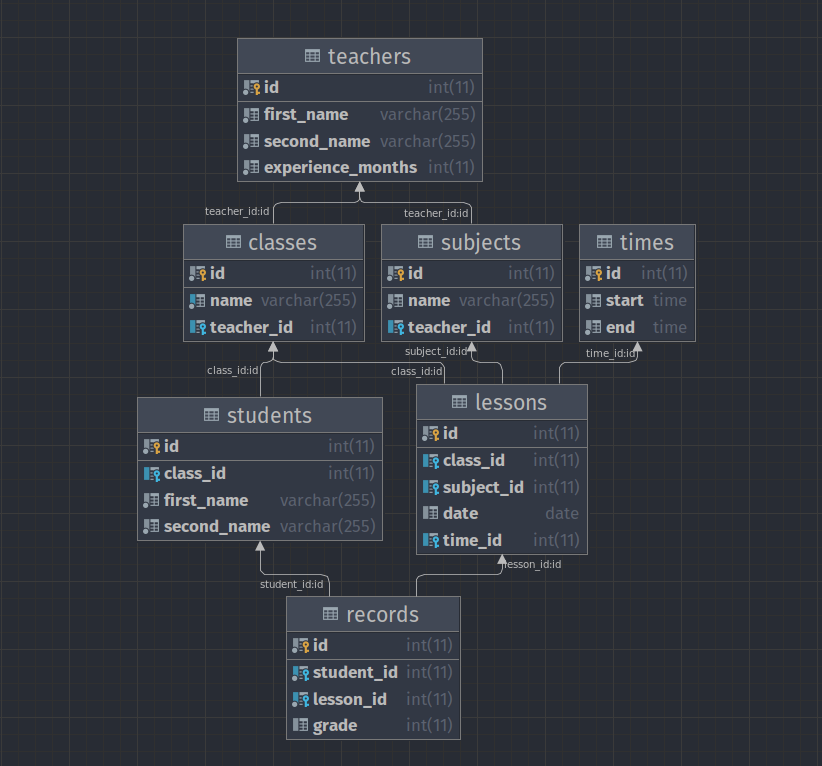 teachers
id int(11)
first_name varchar(255)
second_name varchar(255)
experience_months int(11)
teacher_id:id
teacher_id:id
classes
id int(11)
name varchar(255)
teacher_id int(11)
subjects
id int(11)
name varchar(255)
teacher_id int(11)
times
id int(11)
start time
end time
class_id:id
class_id:id
subject_id:id
time_id:id
students
id int(11)
class_id int(11)
first_name varchar(255)
second_name varchar(255)
lessons
id int(11)
class_id int(11)
subject_id int(11)
date date
time_id int(11)
student_id:id
lesson_id:id
records
id int(11)
student_id int(11)
lesson_id int(11)
grade int(11)